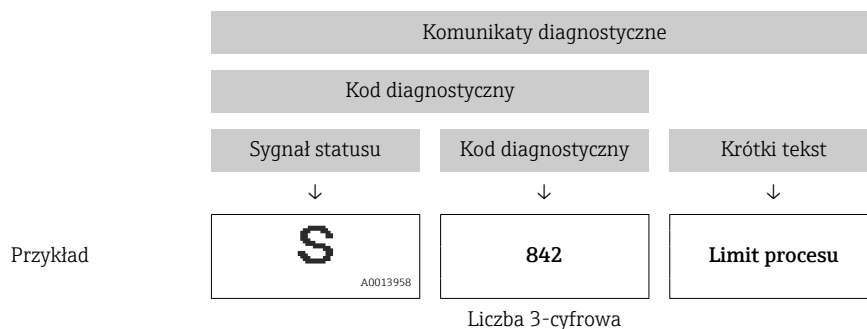 Komunikaty diagnostyczne
Kod diagnostyczny
Sygnał statusu Kod diagnostyczny Krótki tekst
↓ ↓ ↓
Przykład S 842 Limit procesu
A0013958
Liczba 3-cyfrowa